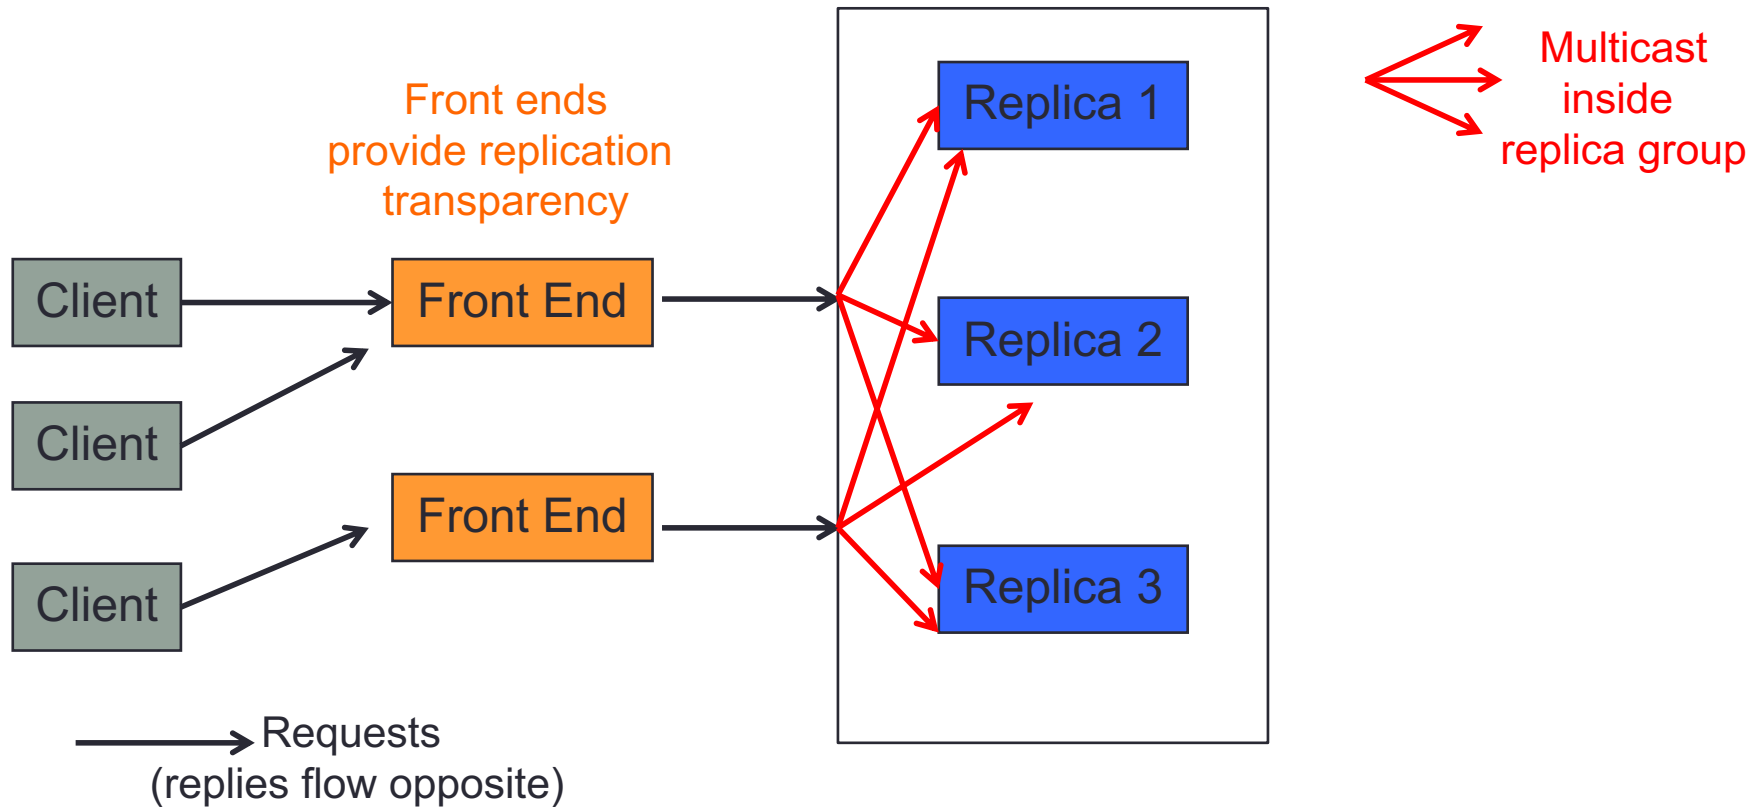 Front ends
provide replication
transparency
Client
Client
Client
Front End
Front End
Replica 1
Replica 2
Replica 3
Multicast
inside
replica group
Requests
(replies flow opposite)